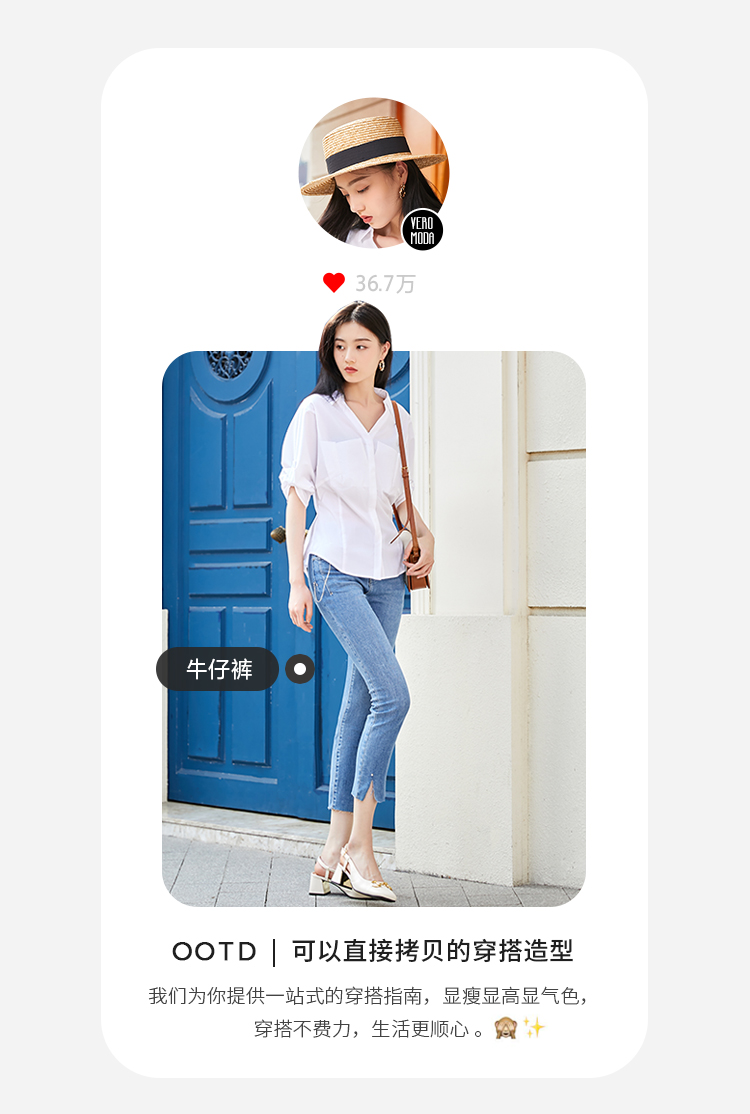 VERO
MODA
36.7万
牛仔裤
OOTD | 可以直接拷贝的穿搭造型
我们为你提供一站式的穿搭指南，显瘦显高显气色，
穿搭不费力，生活更顺心。🙈✨